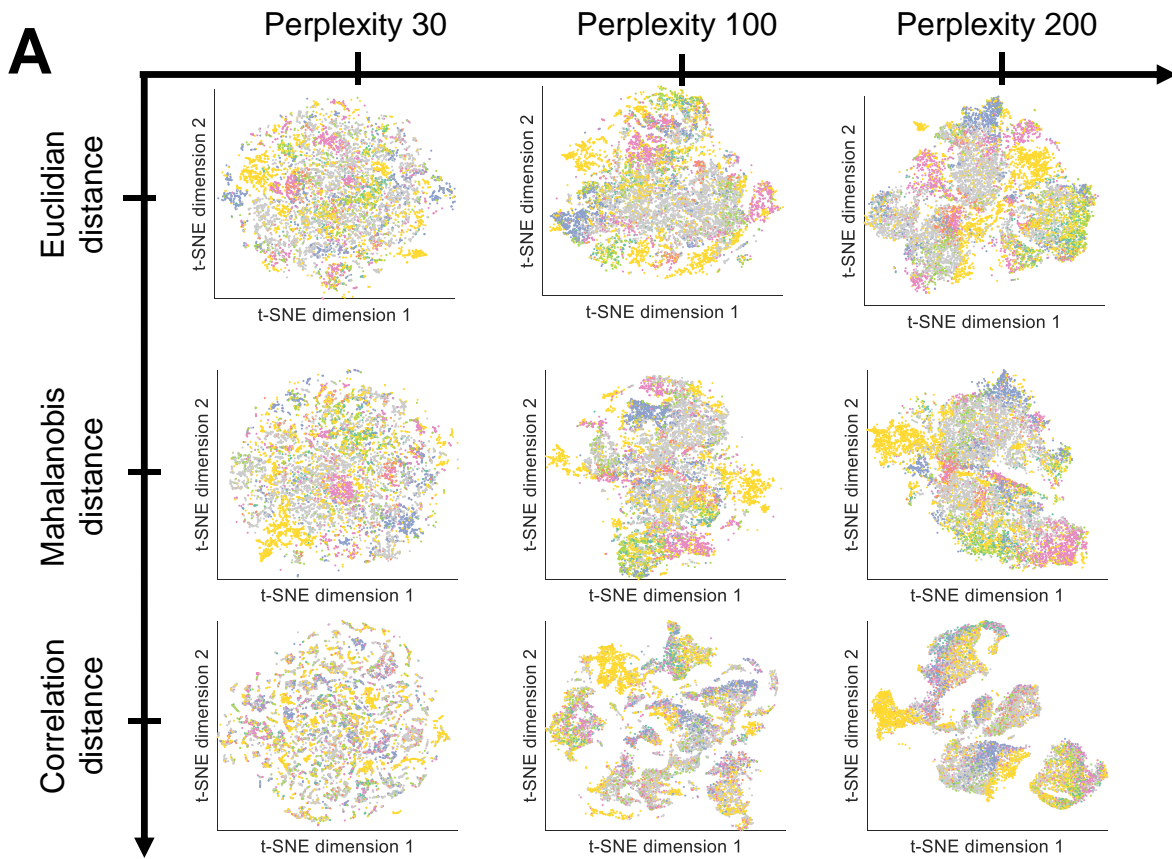 A
Perplexity 30
Perplexity 100
Perplexity 200
Euclidian
distance
t-SNE dimension 2
t-SNE dimension 1
t-SNE dimension 2
t-SNE dimension 1
t-SNE dimension 2
t-SNE dimension 1
Mahalanobis
distance
t-SNE dimension 2
t-SNE dimension 1
t-SNE dimension 2
t-SNE dimension 1
t-SNE dimension 2
t-SNE dimension 1
Correlation
distance
t-SNE dimension 2
t-SNE dimension 1
t-SNE dimension 2
t-SNE dimension 1
t-SNE dimension 2
t-SNE dimension 1